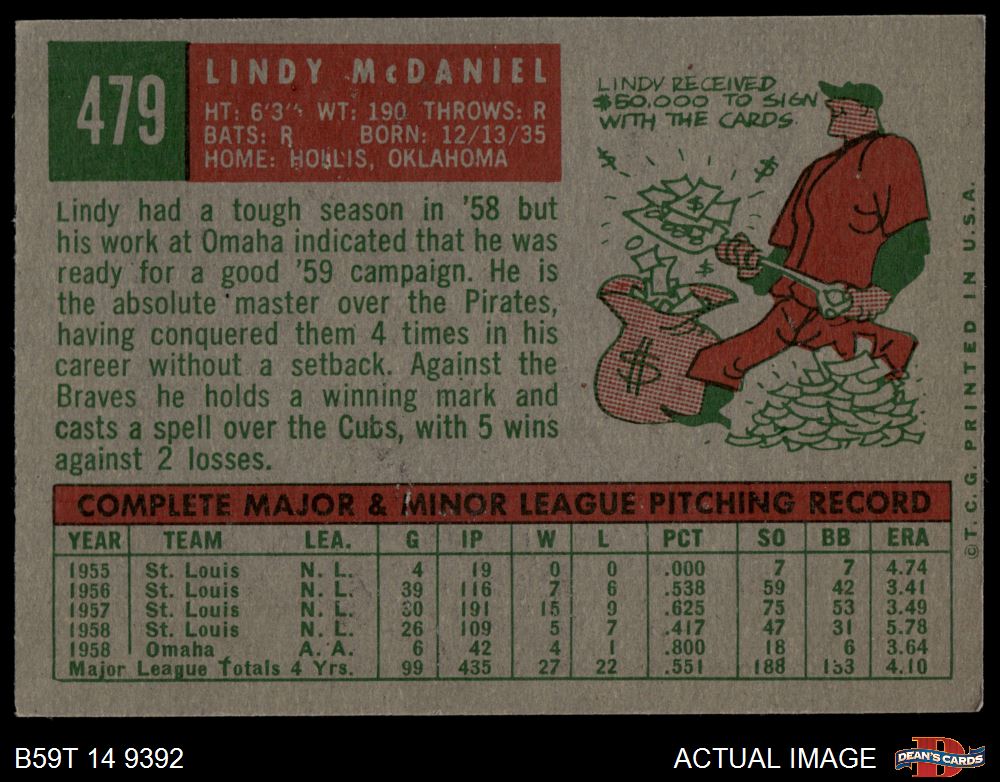 479
LINDY McDANIEL
HT: 6'3" WT: 190 THROWS: R
BATS: R BORN: 12/13/35
HOME: HOLLIS, OKLAHOMA
LINDY RECEIVED
$50,000 TO SIGN
WITH THE CARDS.
Lindy had a tough season in '58 but
his work at Omaha indicated that he was
ready for a good '59 campaign. He is
the absolute master over the Pirates,
having conquered them 4 times in his
career without a setback. Against the
Braves he holds a winning mark and
casts a spell over the Cubs, with 5 wins
against 2 losses.
COMPLETE MAJOR & MINOR LEAGUE PITCHING RECORD
YEAR TEAM LEA. G IP W L PCT SO BB ERA
1955 St. Louis N. L. 4 19 0 0 .000 7 7 4.74
1956 St. Louis N. L. 39 116 7 6 .538 59 42 3.41
1957 St. Louis N. L. 30 191 15 9 .625 75 53 3.49
1958 St. Louis N. L. 26 109 5 7 .417 47 31 5.78
1958 Omaha A. A. 6 42 4 1 .800 18 6 3.64
Major League Totals 4 Yrs. 99 435 27 22 .551 188 133 4.10
© T. C. G. PRINTED IN U.S.A.
B59T 14 9392
ACTUAL IMAGE
D
DEAN'S CARDS